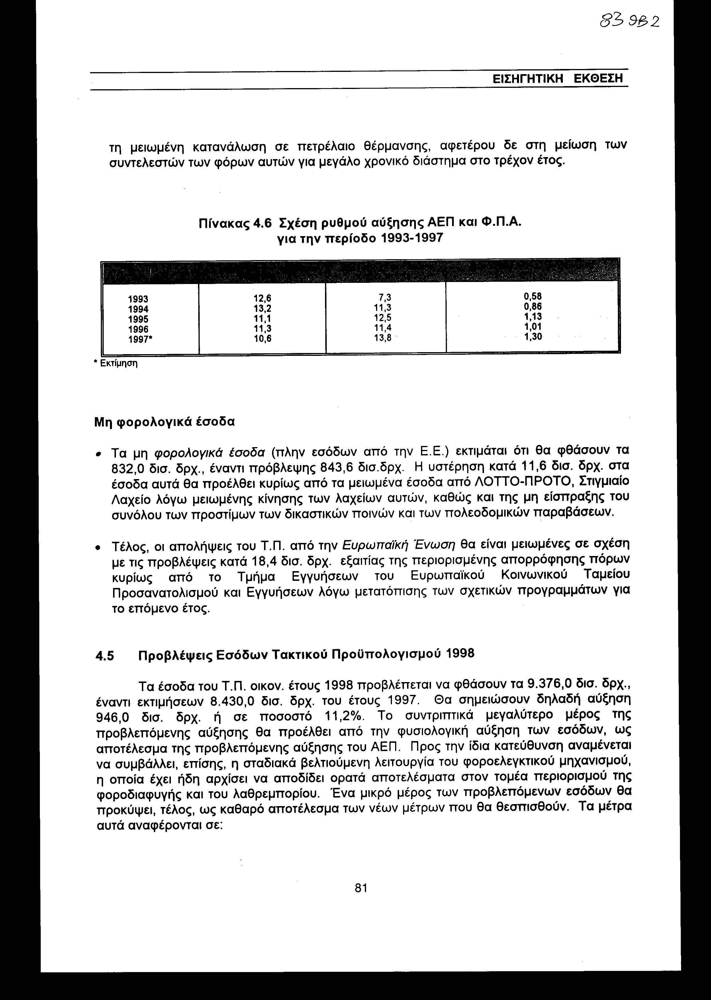 ΕΙΣΗΓΗΤΙΚΗ ΕΚΘΕΣΗ
τη μειωμένη κατανάλωση σε πετρέλαιο θέρμανσης, αφετέρου δε στη μείωση των
συντελεστών των φόρων αυτών για μεγάλο χρονικό διάστημα στο τρέχον έτος.
Πίνακας 4.6 Σχέση ρυθμού αύξησης ΑΕΠ και Φ.Π.Α.
για την περίοδο 1993-1997
1993 12,6 7,3 0,58
1994 13,2 11,3 0,86
1995 11,1 12,5 1,13
1996 11,3 11,4 1,01
1997* 10,6 13,8 1,30
* Εκτίμηση
Μη φορολογικά έσοδα
• Τα μη φορολογικά έσοδα (πλην εσόδων από την Ε.Ε.) εκτιμάται ότι θα φθάσουν τα
832,0 δισ. δρχ., έναντι πρόβλεψης 843,6 δισ.δρχ. Η υστέρηση κατά 11,6 δισ. δρχ. στα
έσοδα αυτά θα προέλθει κυρίως από τα μειωμένα έσοδα από ΛΟΤΤΟ-ΠΡΟΤΟ, Στιγμιαίο
Λαχείο λόγω μειωμένης κίνησης των λαχείων αυτών, καθώς και της μη είσπραξης του
συνόλου των προστίμων των δικαστικών ποινών και των πολεοδομικών παραβάσεων.
• Τέλος, οι απολήψεις του Τ.Π. από την Ευρωπαϊκή Ένωση θα είναι μειωμένες σε σχέση
με τις προβλέψεις κατά 18,4 δισ. δρχ. εξαιτίας της περιορισμένης απορρόφησης πόρων
κυρίως από το Τμήμα Εγγυήσεων του Ευρωπαϊκού Κοινωνικού Ταμείου
Προσανατολισμού και Εγγυήσεων λόγω μετατόπισης των σχετικών προγραμμάτων για
το επόμενο έτος.
4.5 Προβλέψεις Εσόδων Τακτικού Προϋπολογισμού 1998
Τα έσοδα του Τ.Π. οικον. έτους 1998 προβλέπεται να φθάσουν τα 9.376,0 δισ. δρχ.,
έναντι εκτιμήσεων 8.430,0 δισ. δρχ. του έτους 1997. Θα σημειώσουν δηλαδή αύξηση
946,0 δισ. δρχ. ή σε ποσοστό 11,2%. Το συντριπτικά μεγαλύτερο μέρος της
προβλεπόμενης αύξησης θα προέλθει από την φυσιολογική αύξηση των εσόδων, ως
αποτέλεσμα της προβλεπόμενης αύξησης του ΑΕΠ. Προς την ίδια κατεύθυνση αναμένεται
να συμβάλλει, επίσης, η σταδιακά βελτιούμενη λειτουργία του φοροελεγκτικού μηχανισμού,
η οποία έχει ήδη αρχίσει να αποδίδει ορατά αποτελέσματα στον τομέα περιορισμού της
φοροδιαφυγής και του λαθρεμπορίου. Ένα μικρό μέρος των προβλεπόμενων εσόδων θα
προκύψει, τέλος, ως καθαρό αποτέλεσμα των νέων μέτρων που θα θεσπισθούν. Τα μέτρα
αυτά αναφέρονται σε:
81